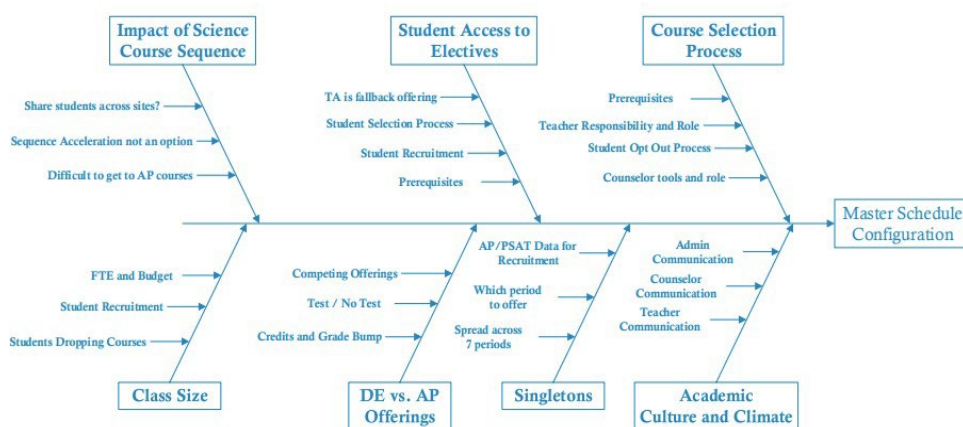 Impact of Science
Course Sequence
Student Access to
Electives
Course Selection
Process
Share students across sites?
Sequence Acceleration not an option
Difficult to get to AP courses
TA is fallback offering
Student Selection Process
Student Recruitment
Prerequisites
Prerequisites
Teacher Responsibility and Role
Student Opt Out Process
Counselor tools and role
Master Schedule
Configuration
FTE and Budget
Student Recruitment
Students Dropping Courses
Competing Offerings
Test / No Test
Credits and Grade Bump
AP/PSAT Data for
Recruitment
Which period
to offer
Spread across
7 periods
Admin
Communication
Counselor
Communication
Teacher
Communication
Class Size
DE vs. AP
Offerings
Singletons
Academic
Culture and Climate